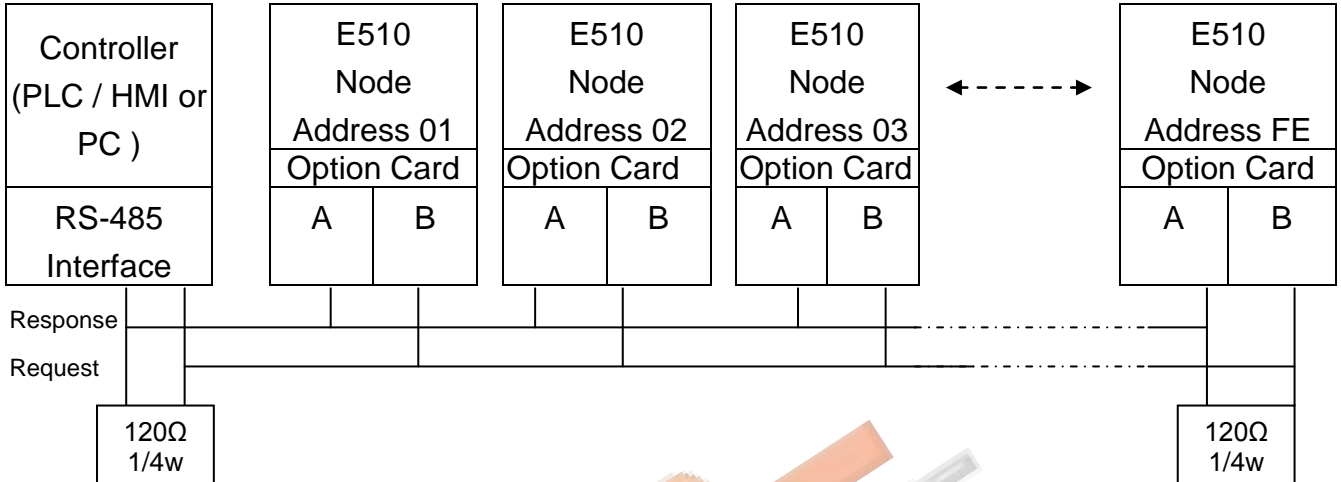 Controller
(PLC / HMI or
PC )
RS-485
Interface
E510
Node
Address 01
Option Card
A B
E510
Node
Address 02
Option Card
A B
E510
Node
Address 03
Option Card
A B
E510
Node
Address FE
Option Card
A B
Response
Request
120Ω
1/4w
120Ω
1/4w